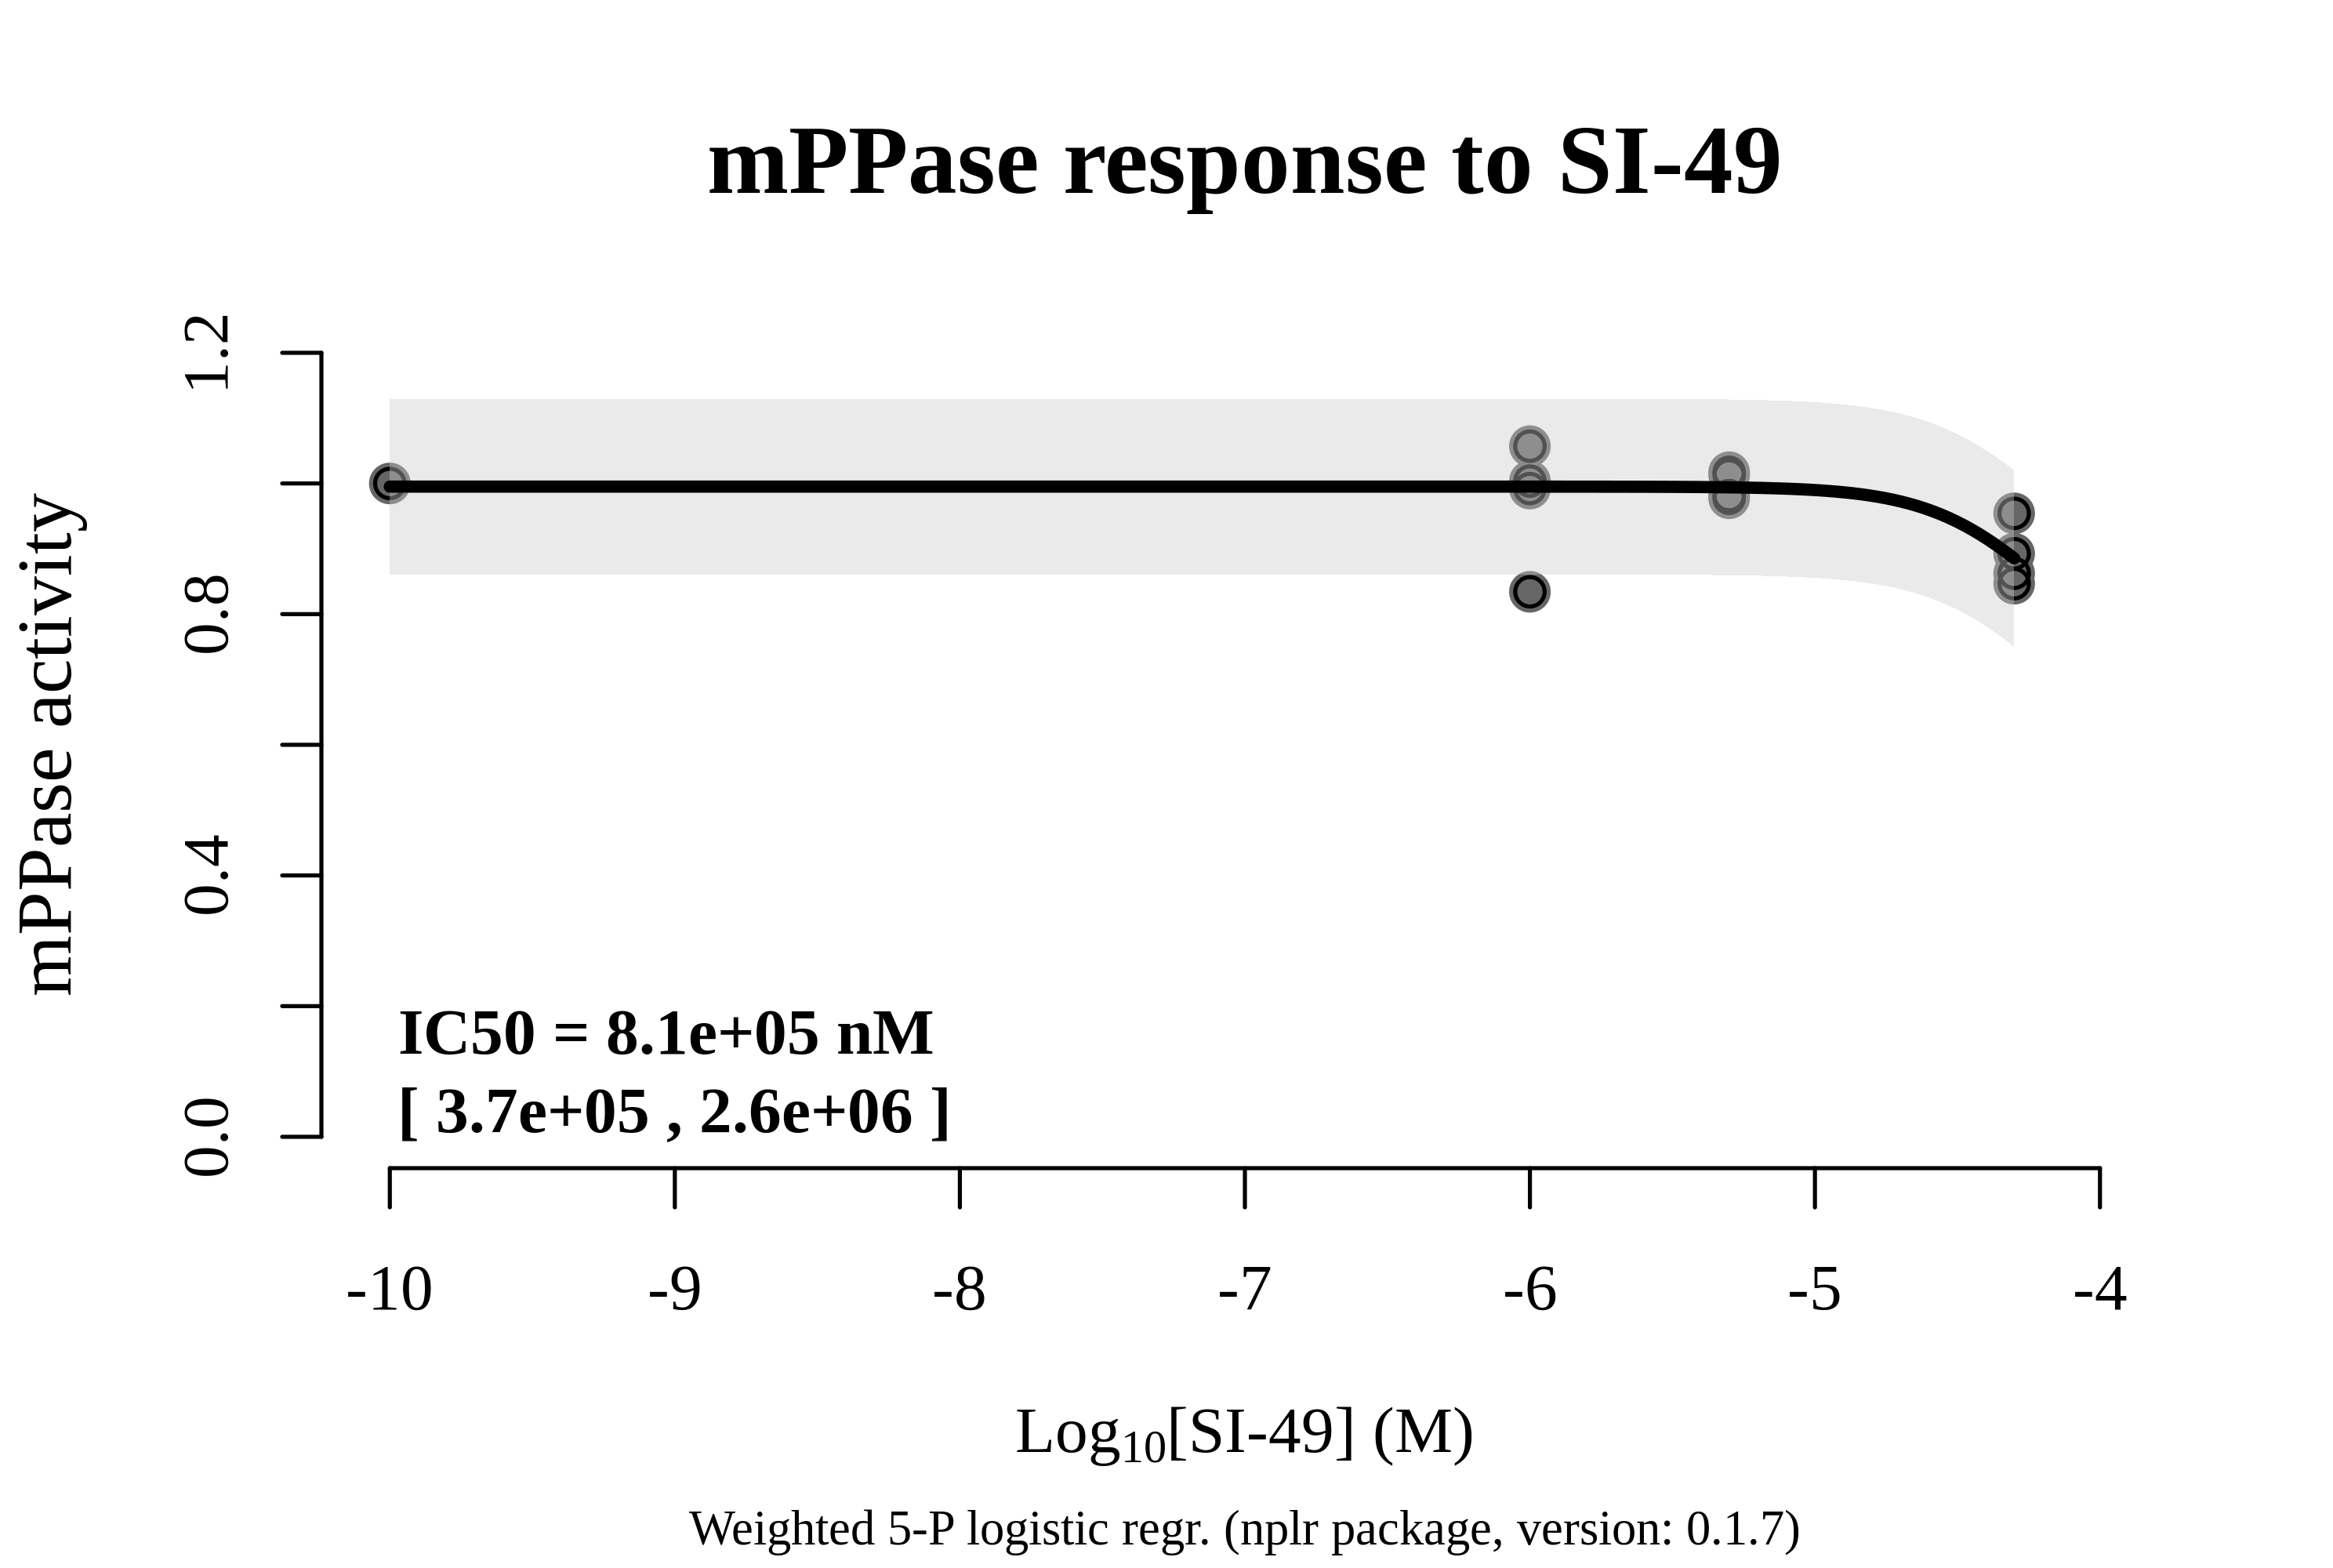 mPPase response to SI-49
mPPase activity
1.2
0.8
0.4
0.0
IC50 = 8.1e+05 nM
[ 3.7e+05 , 2.6e+06 ]
-10 -9 -8 -7 -6 -5 -4
Log10[SI-49] (M)
Weighted 5-P logistic regr. (nplr package, version: 0.1.7)